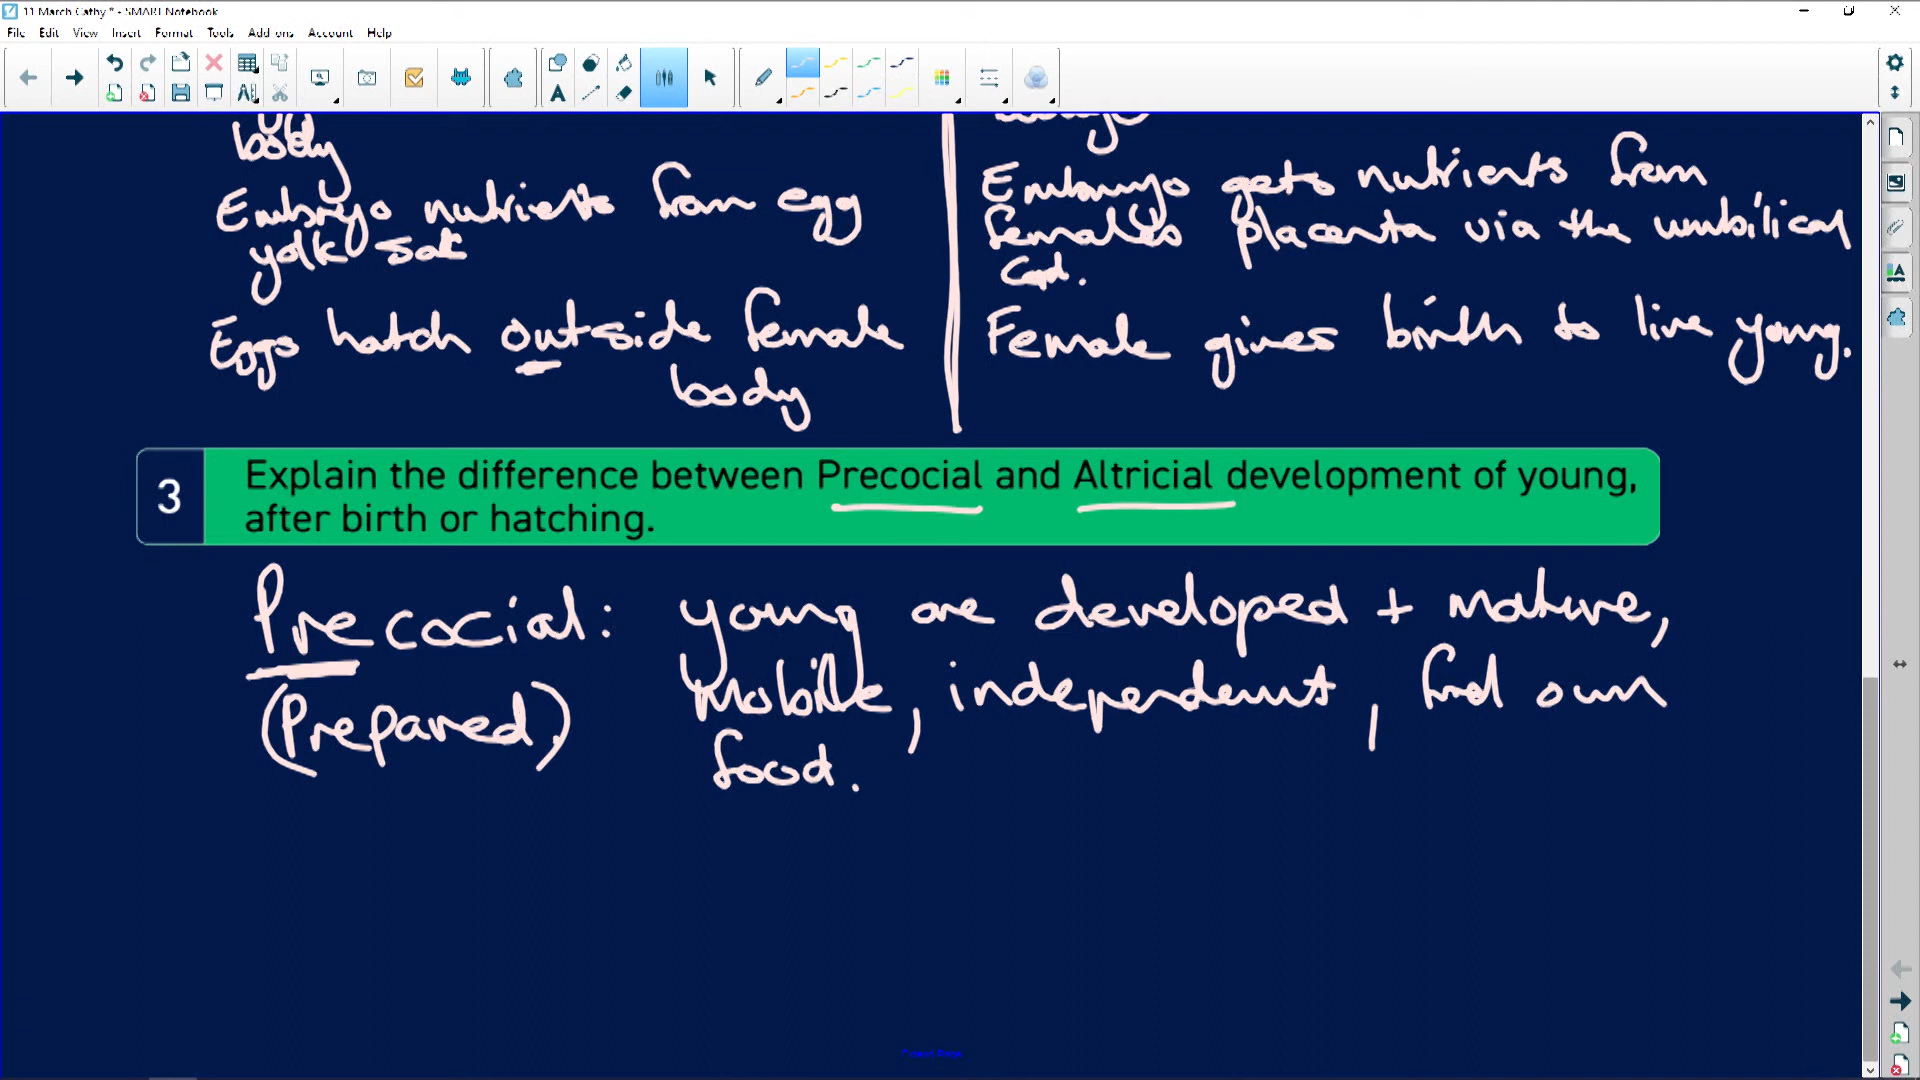 11 March Cathy * - SMART Notebook
File Edit View Insert Format Tools Add-ons Account Help
body
Embryo nutrients from egg
yolk sak
Eggs hatch outside female
body
Embryo gets nutrients from
females placenta via the umbilical
cord.
Female gives birth to live young.
3
Explain the difference between Precocial and Altricial development of young,
after birth or hatching.
Precocial: young are developed + mature,
(Prepared) mobile, independent, find own
food.